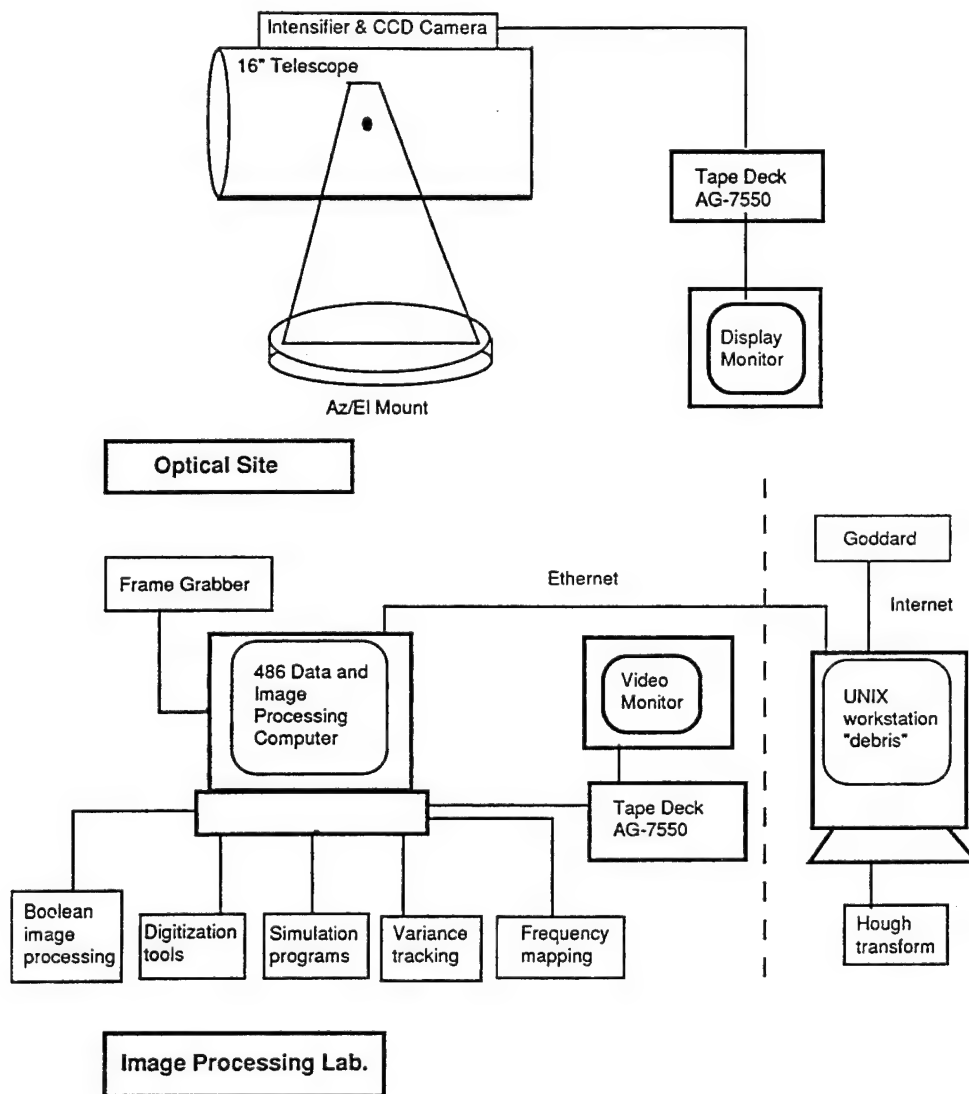 Intensifier & CCD Camera
16" Telescope
Tape Deck
AG-7550
Display
Monitor
Az/El Mount
Optical Site
Goddard
Frame Grabber
Ethernet
Internet
486 Data and
Image
Processing
Computer
Video
Monitor
UNIX
workstation
"debris"
Tape Deck
AG-7550
Boolean
image
processing
Digitization
tools
Simulation
programs
Variance
tracking
Frequency
mapping
Hough
transform
Image Processing Lab.